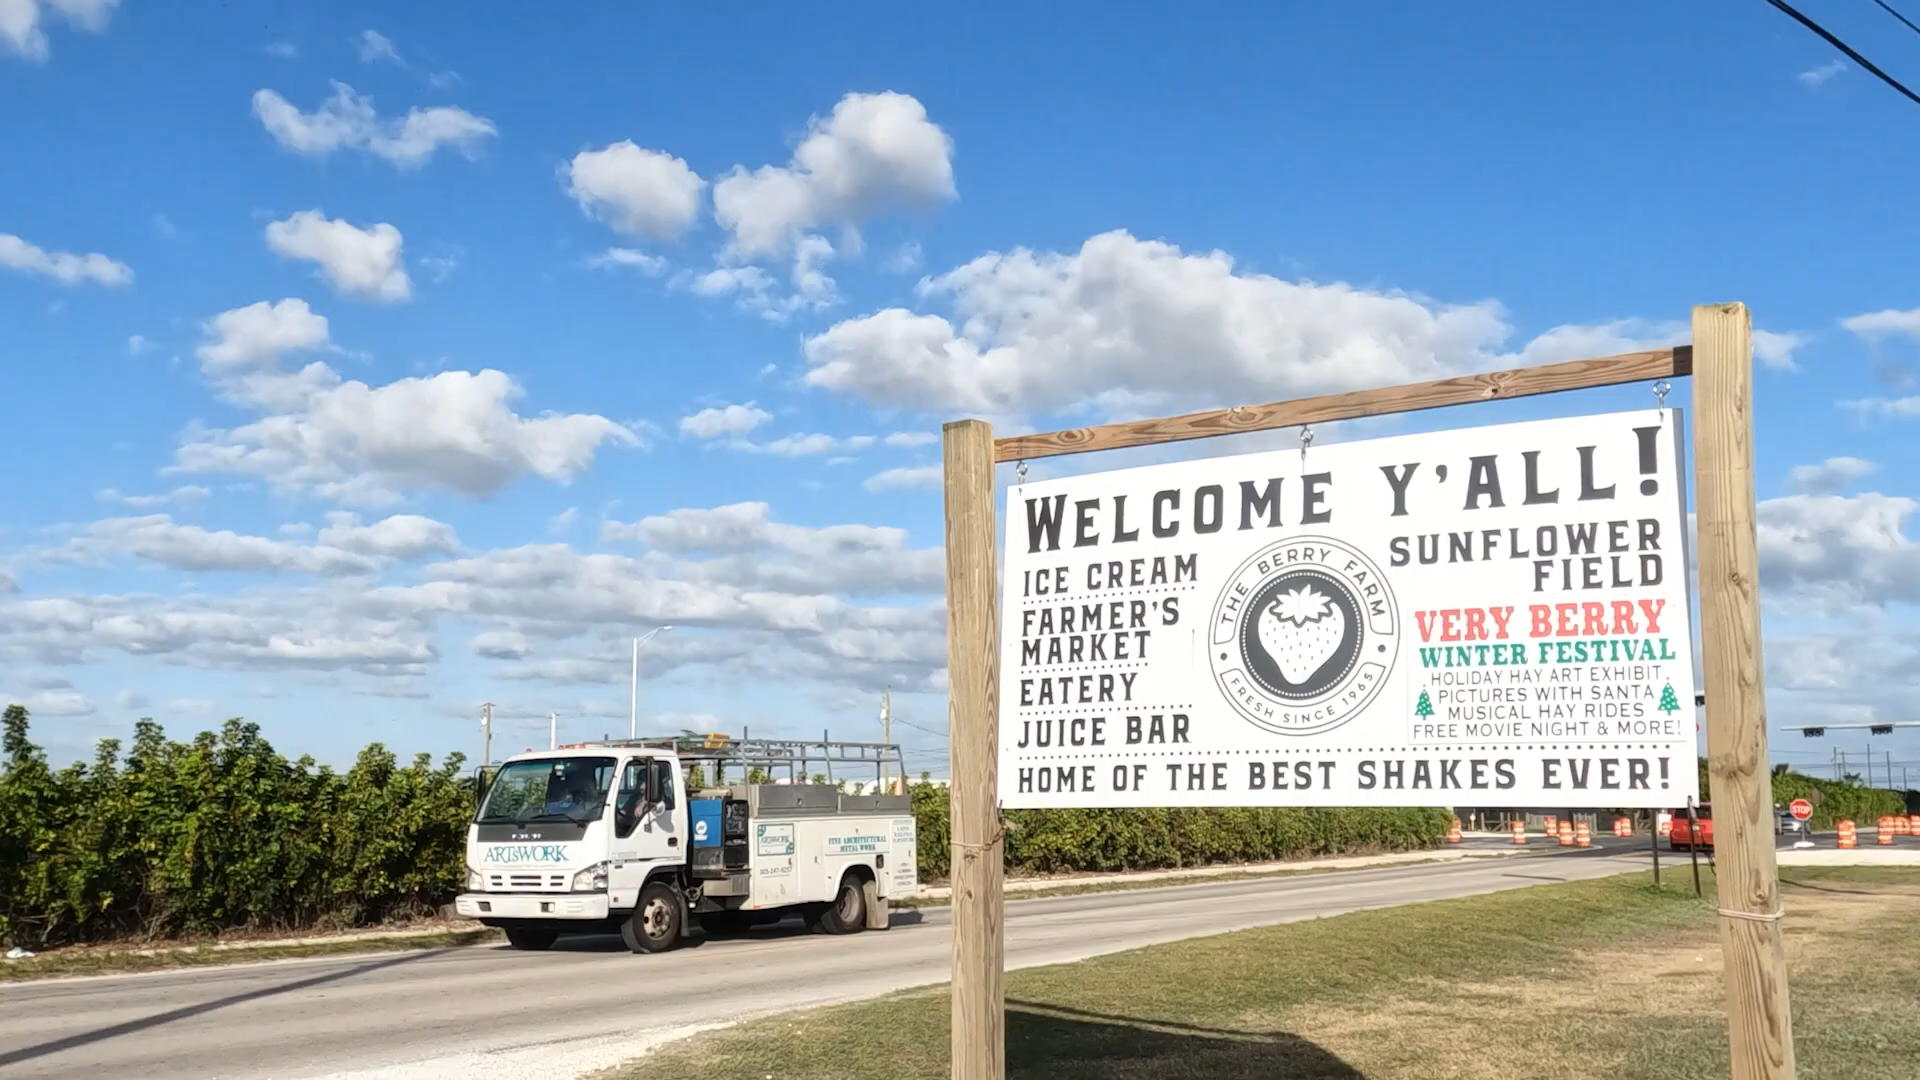 WELCOME Y'ALL!
ICE CREAM
FARMER'S
MARKET
EATERY
JUICE BAR
THE BERRY FARM
FRESH SINCE 1965
SUNFLOWER
FIELD
VERY BERRY
WINTER FESTIVAL
HOLIDAY HAY ART EXHIBIT
PICTURES WITH SANTA
MUSICAL HAY RIDES
FREE MOVIE NIGHT & MORE!
HOME OF THE BEST SHAKES EVER!
ARTSWORK
ARTSWORK
FINE ARCHITECTURAL
METAL WORK
STOP